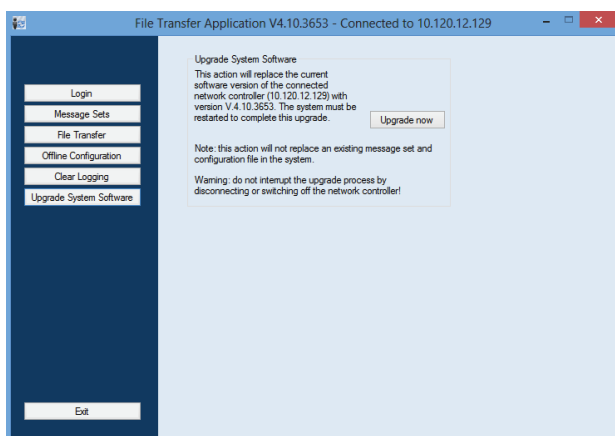 File Transfer Application V4.10.3653 - Connected to 10.120.12.129
Login
Message Sets
File Transfer
Offline Configuration
Clear Logging
Upgrade System Software
Exit
Upgrade System Software
This action will replace the current
software version of the connected
network controller (10.120.12.129) with
version V.4.10.3653. The system must be
restarted to complete this upgrade.
Upgrade now
Note: this action will not replace an existing message set and
configuration file in the system.
Warning: do not interrupt the upgrade process by
disconnecting or switching off the network controller!